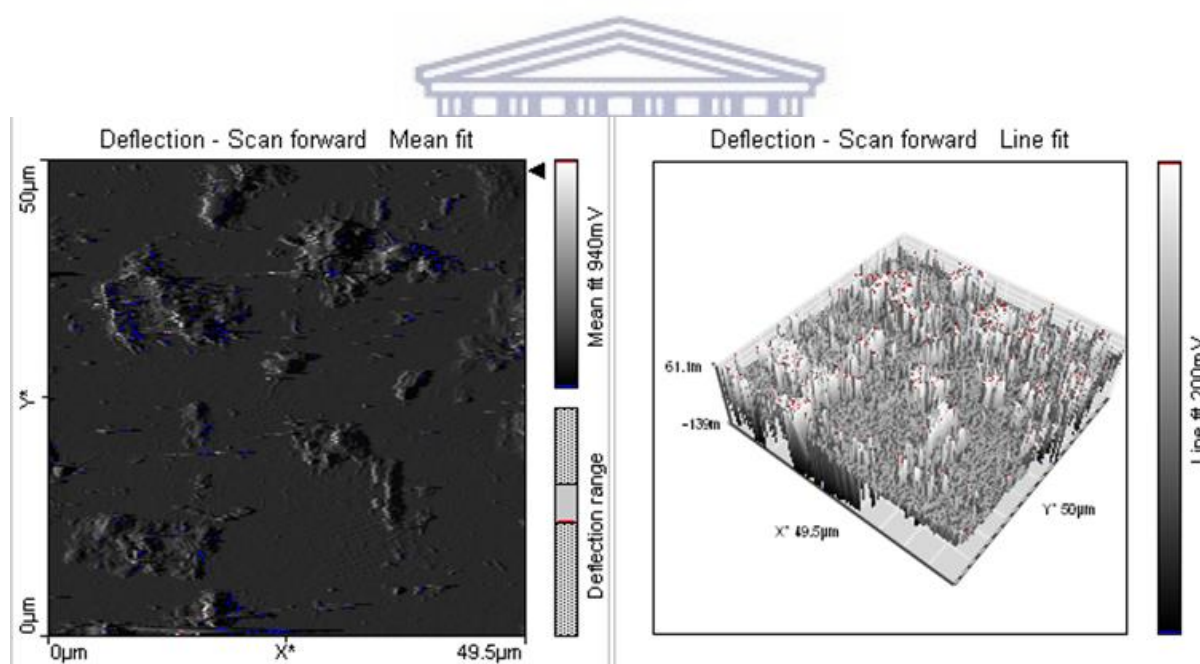 Deflection - Scan forward Mean fit
50µm
Y*
0µm
0µm X* 49.5µm
Mean fit 940mV
Deflection range
Deflection - Scan forward Line fit
61.1m
-139m
X* 49.5µm
Y* 50µm
Line fit 200mV